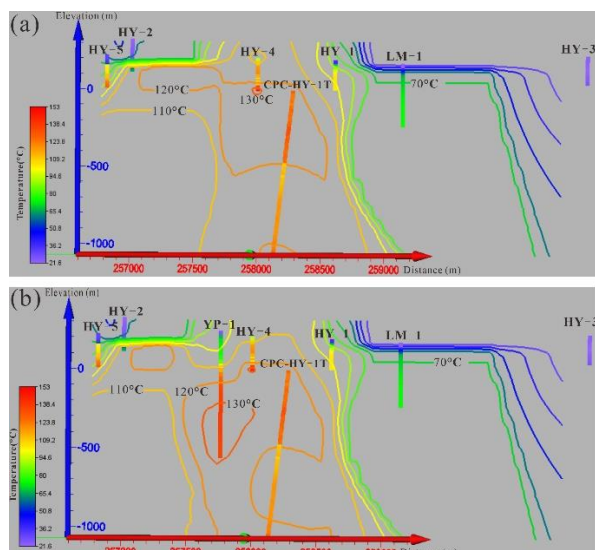 (a)
Elevation (m)
HY-2
HY-5
HY-4
HY 1
LM-1
HY-3
0
120°C
130°C
CPC-HY-1T
70°C
110°C
Temperature(°C)
153
138.4
123.9
109.3
94.6
80
65.4
50.8
36.2
21.6
-500
-1000
257000
257500
258000
258500
259000
Distance (m)
(b)
Elevation (m)
HY-2
HY-5
YP-1
HY-4
HY 1
LM 1
HY-3
0
CPC-HY-1T
70°C
110°C
120°C
130°C
Temperature(°C)
153
138.4
123.9
109.3
94.6
80
65.4
50.8
36.2
21.6
-500
-1000